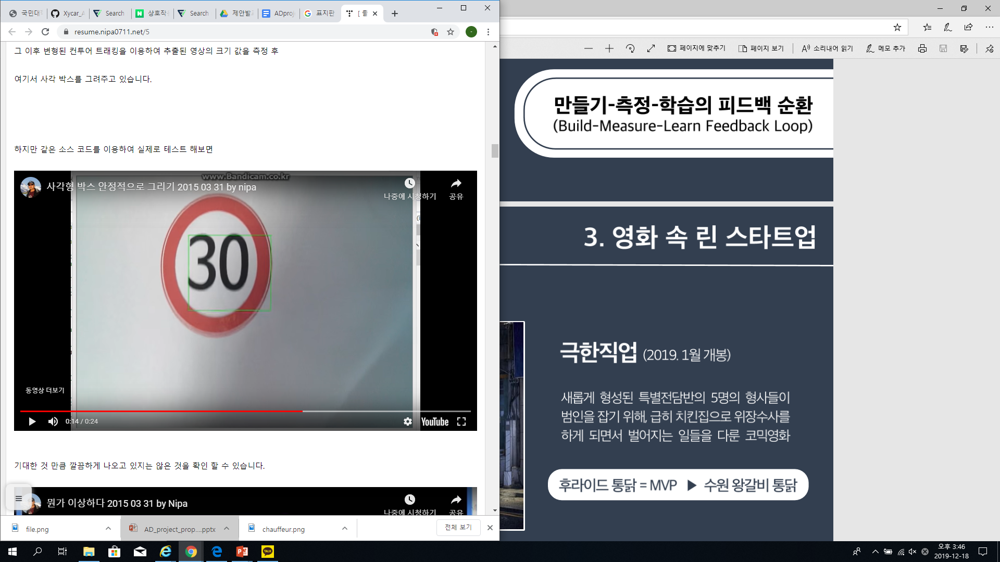 국민대
Xycar_A
Search
상호작
Search
제안발
ADproj
표지판
[ 졸
resume.nipa0711.net/5
그 이후 변형된 컨투어 트래킹을 이용하여 추출된 영상의 크기 값을 측정 후
여기서 사각 박스를 그려주고 있습니다.
하지만 같은 소스 코드를 이용하여 실제로 테스트 해보면
www.Bandicam.co.kr
사각형 박스 안정적으로 그리기 2015 03 31 by nipa
나중에 시청하기
공유
30
동영상 더보기
0:14 / 0:24
YouTube
기대한 것 만큼 깔끔하게 나오고 있지는 않은 것을 확인 할 수 있습니다.
뭔가 이상하다 2015 03 31 by Nipa
나중에 시청하기
공유
file.png
AD_project_prop....pptx
chauffeur.png
전체 보기
페이지에 맞추기
페이지 보기
소리내어 읽기
메모 추가
만들기-측정-학습의 피드백 순환
(Build-Measure-Learn Feedback Loop)
3. 영화 속 린 스타트업
극한직업 (2019. 1월 개봉)
새롭게 형성된 특별전담반의 5명의 형사들이
범인을 잡기 위해, 급히 치킨집으로 위장수사를
하게 되면서 벌어지는 일들을 다룬 코믹영화
후라이드 통닭 = MVP ▶ 수원 왕갈비 통닭
TALK
오후 3:46
2019-12-18